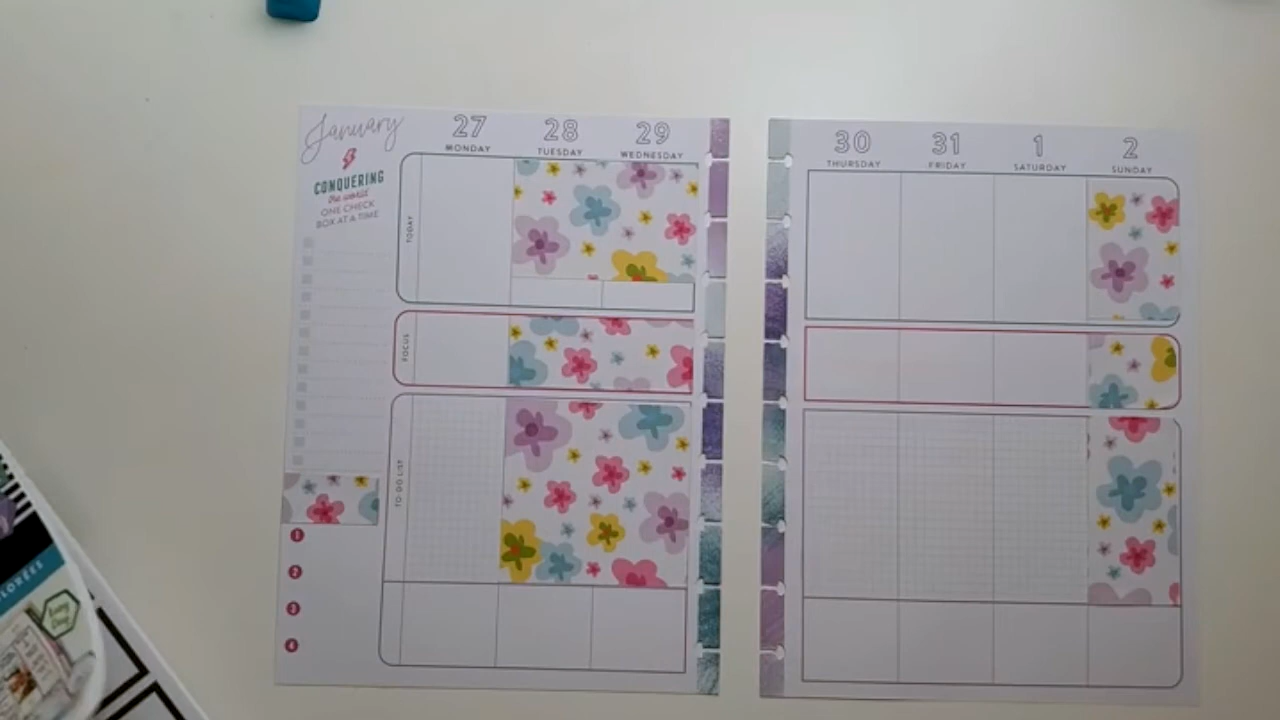 January
CONQUERING
the world
ONE CHECK
BOX AT A TIME
27 28 29
MONDAY TUESDAY WEDNESDAY
TODAY
FOCUS
TO-DO LIST
1
2
3
4
30 31 1 2
THURSDAY FRIDAY SATURDAY SUNDAY